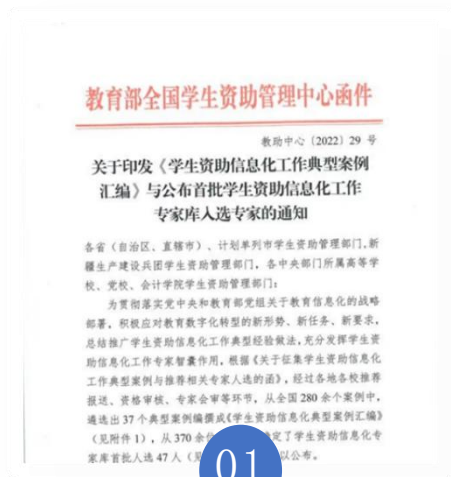 教育部全国学生资助管理中心函件
教助中心〔2022〕29 号
关于印发《学生资助信息化工作典型案例
汇编》与公布首批学生资助信息化工作
专家库入选专家的通知
各省（自治区、直辖市）、计划单列市学生资助管理部门,新
疆生产建设兵团学生资助管理部门，各中央部门所属高等学
校、党校、会计学院学生资助管理部门：
为贯彻落实党中央和教育部党组关于教育信息化的战略
部署，积极应对教育数字化转型的新形势、新任务、新要求，
总结推广学生资助信息化工作典型经验做法,充分发挥学生资
助信息化工作专家智囊作用，根据《关于征集学生资助信息化
工作典型案例与推荐相关专家人选的函》，经过各地各校推荐
报送、资格审核、专家会审等环节，从全国 280 余个案例中，
遴选出 37 个典型案例编撰成《学生资助信息化典型案例汇编》
（见附件 1），从 370 余 定了学生资助信息化专
家库首批人选 47 人（见 以公布。
01